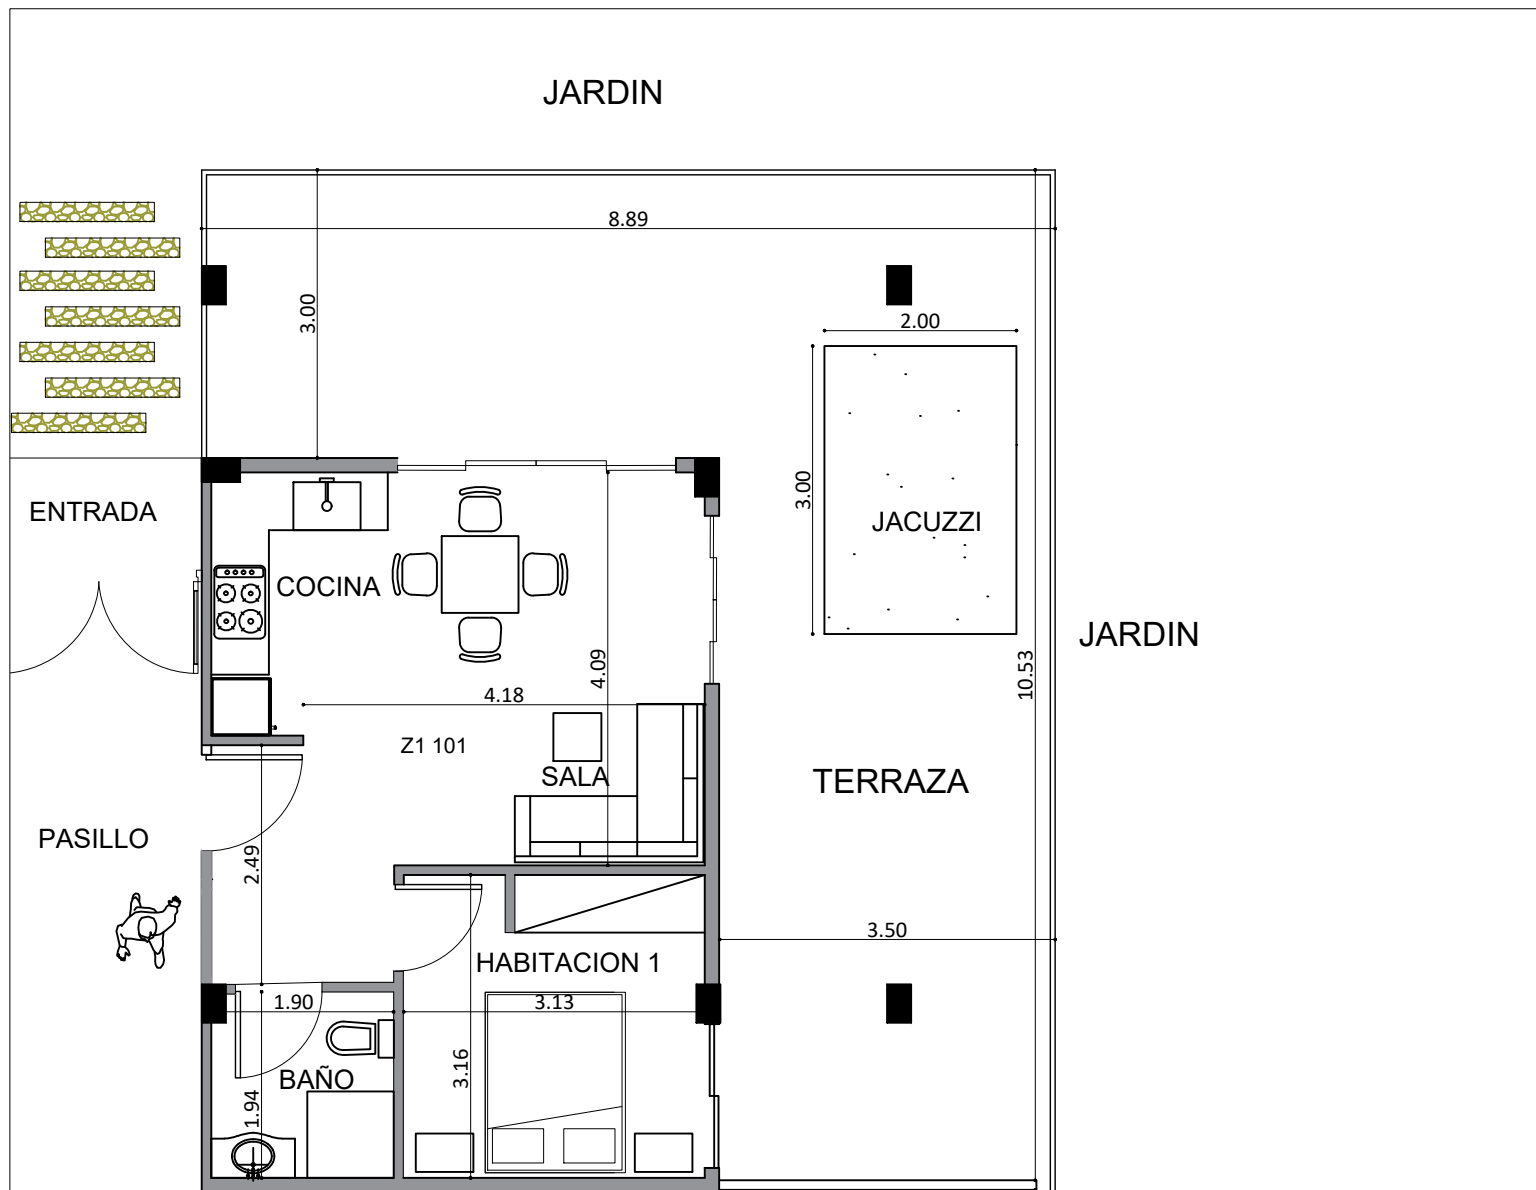 JARDIN
8.89
3.00
2.00
3.00
JACUZZI
ENTRADA
COCINA
JARDIN
4.09
10.53
4.18
Z1 101
SALA
TERRAZA
PASILLO
2.49
3.50
HABITACION 1
1.90
3.13
3.16
BAÑO
1.94